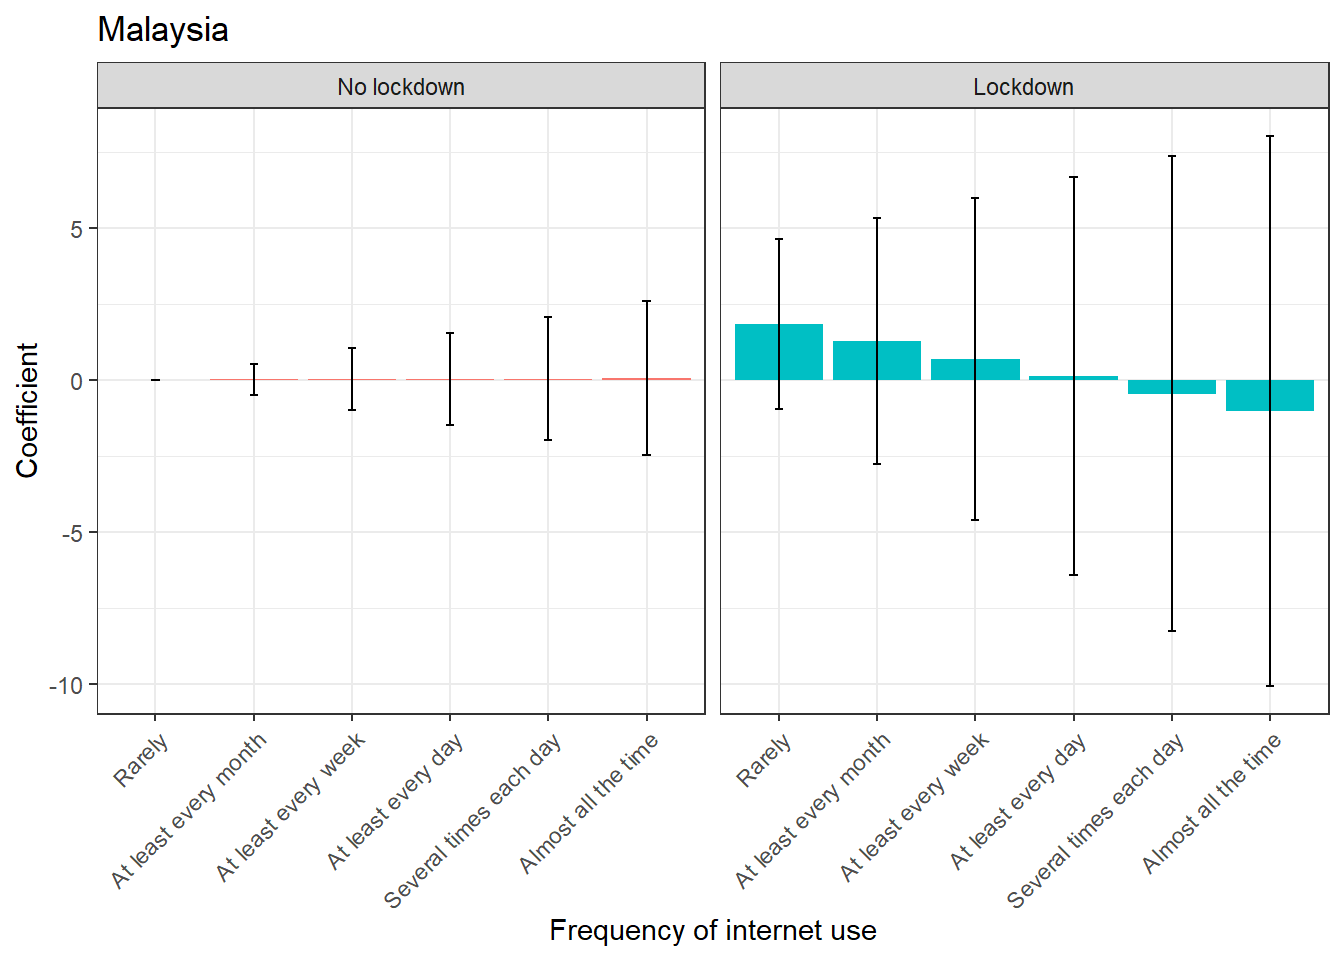 Malaysia
No lockdown
Lockdown
Coefficient
5
0
-5
-10
Rarely
At least every month
At least every week
At least every day
Several times each day
Almost all the time
Rarely
At least every month
At least every week
At least every day
Several times each day
Almost all the time
Frequency of internet use